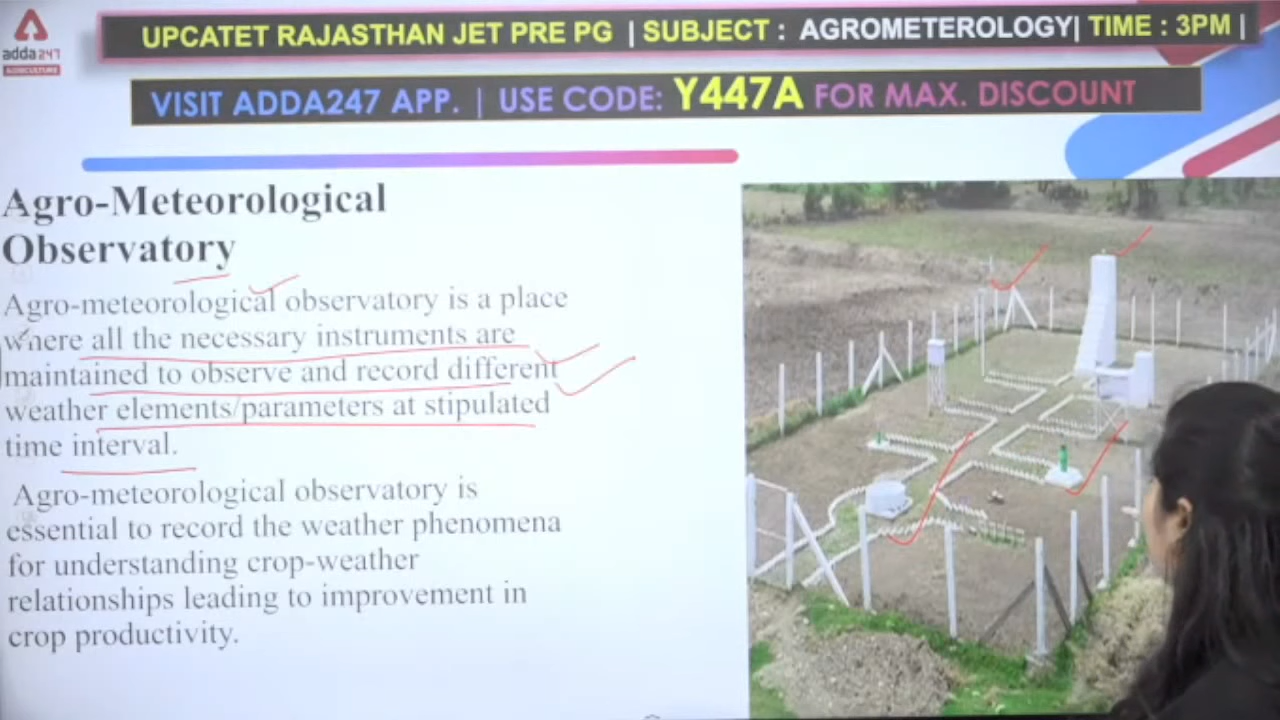 adda247
AGRICULTURE
UPCATET RAJASTHAN JET PRE PG | SUBJECT : AGROMETEROLOGY| TIME : 3PM |
VISIT ADDA247 APP. | USE CODE: Y447A FOR MAX. DISCOUNT
Agro-Meteorological
Observatory
Agro-meteorological observatory is a place
where all the necessary instruments are
maintained to observe and record different
weather elements/parameters at stipulated
time interval.
Agro-meteorological observatory is
essential to record the weather phenomena
for understanding crop-weather
relationships leading to improvement in
crop productivity.